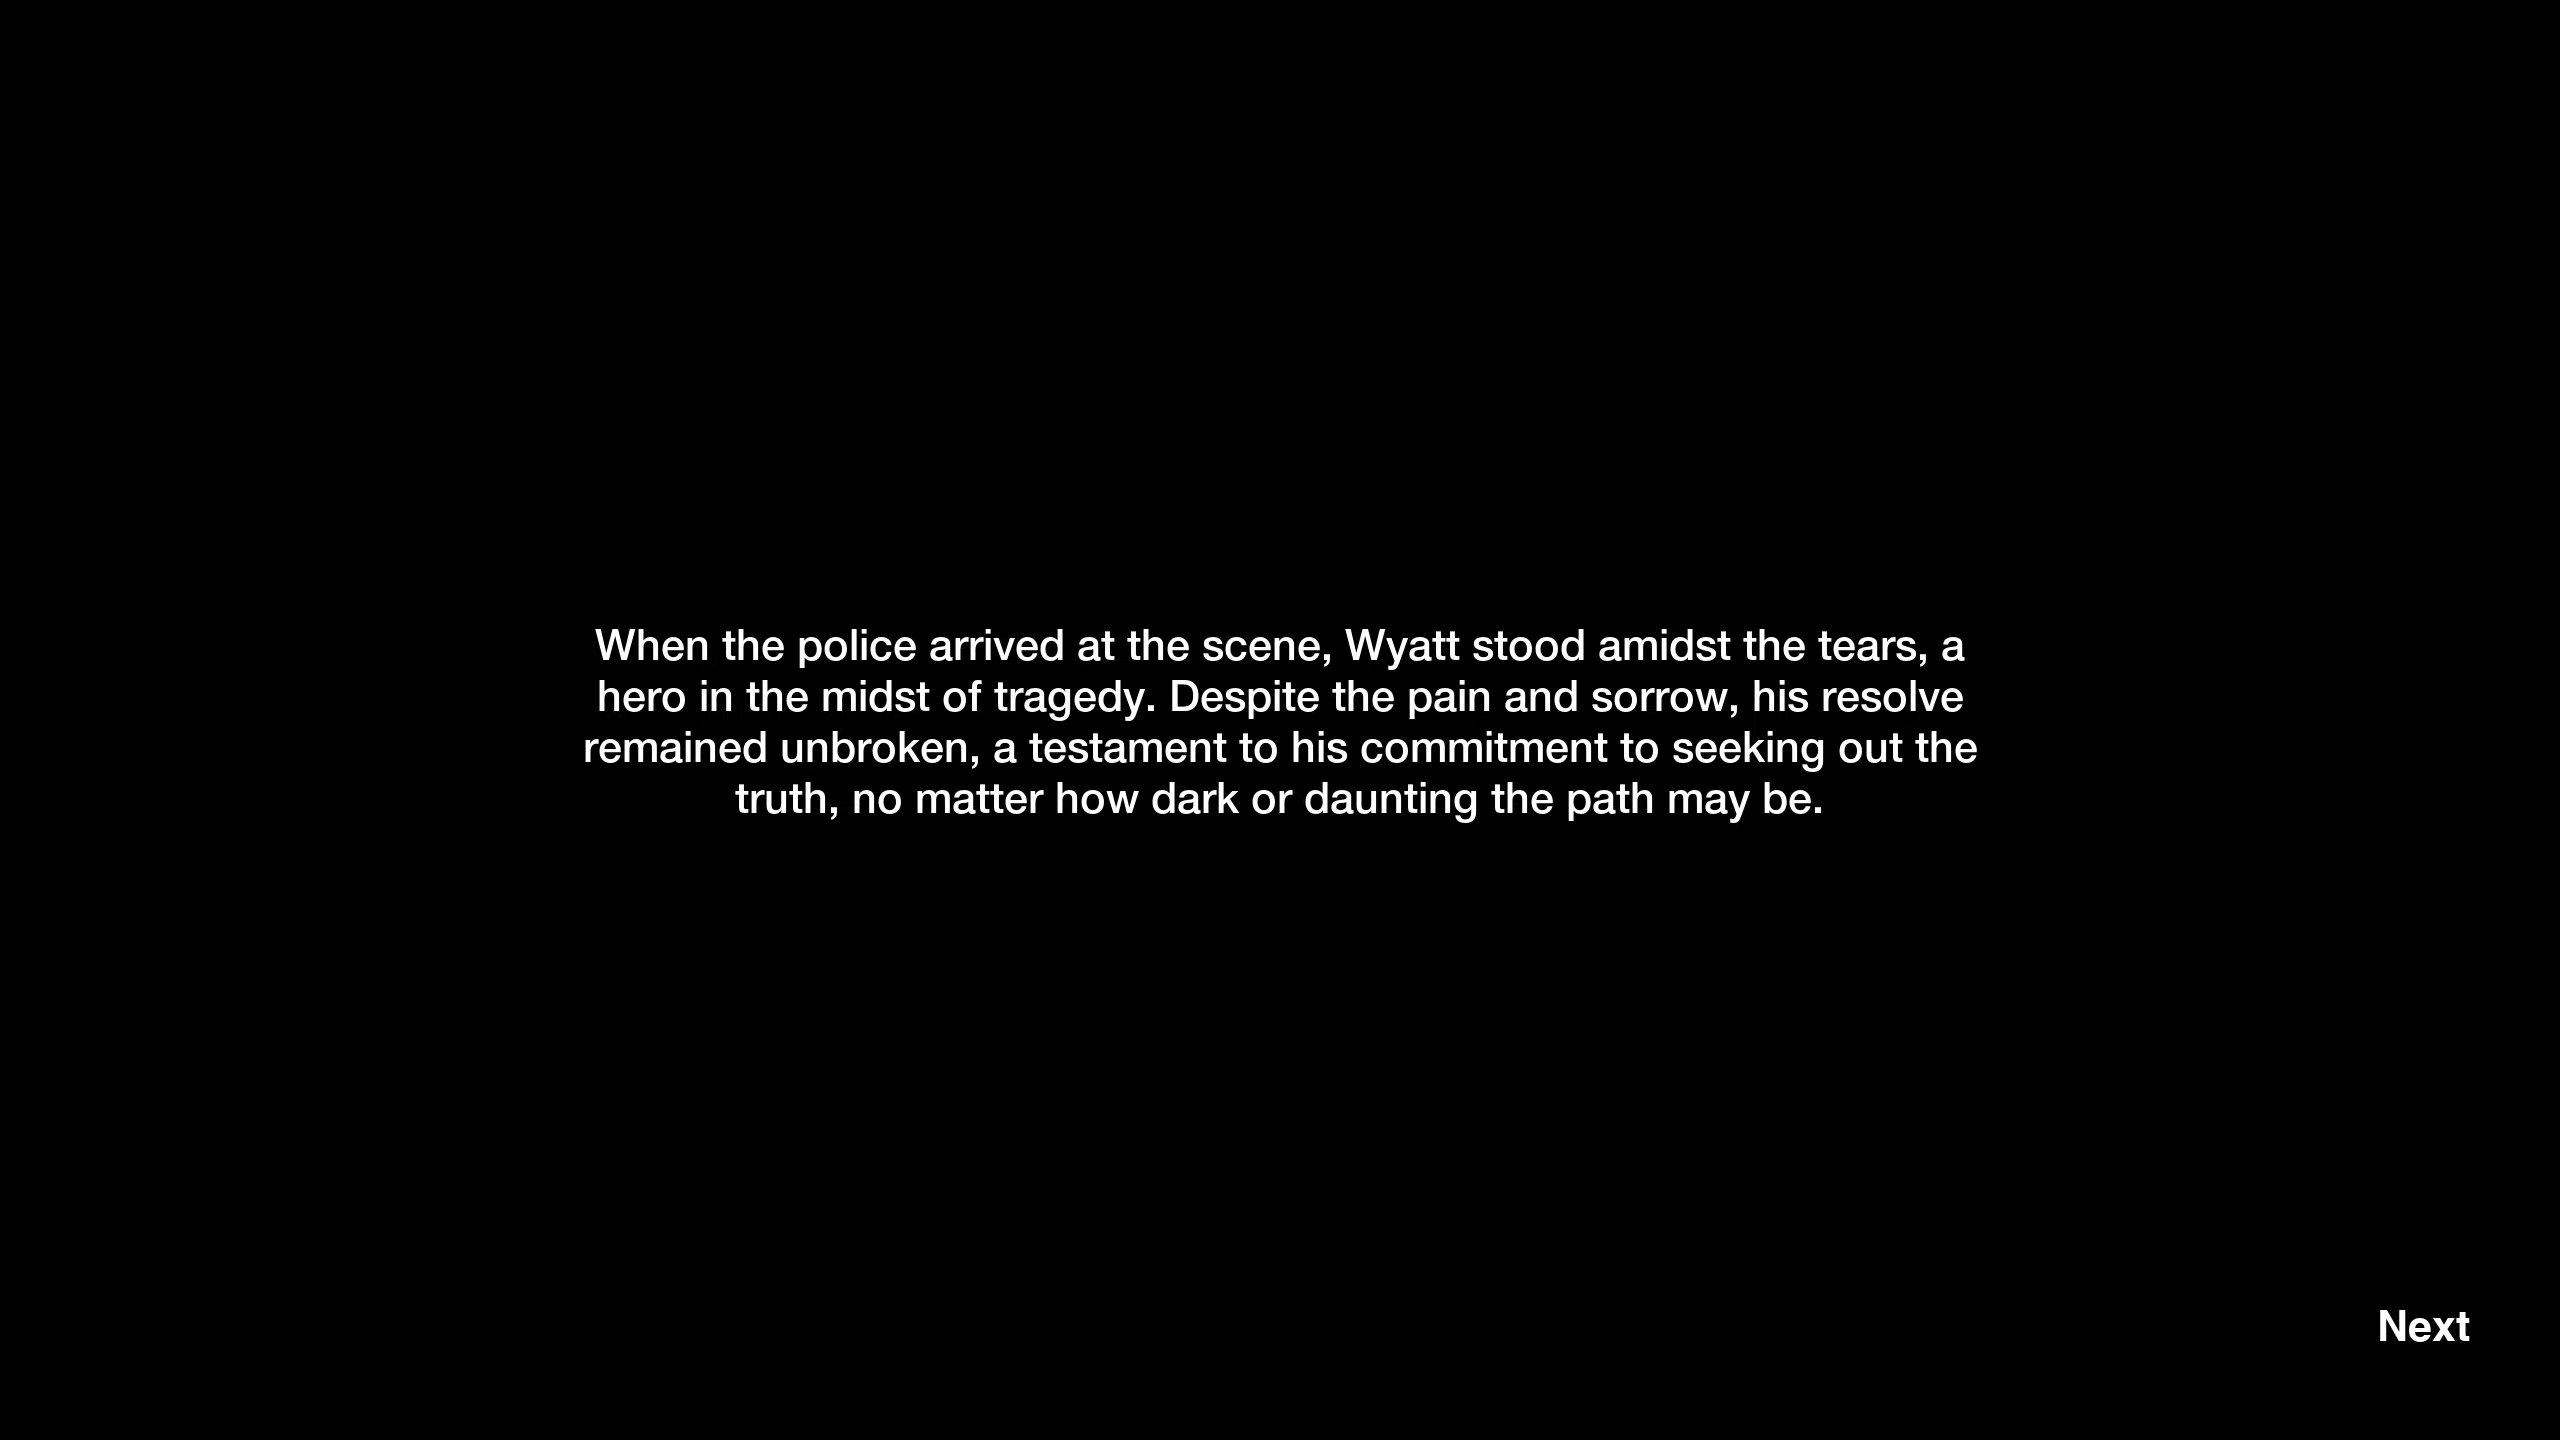 When the police arrived at the scene, Wyatt stood amidst the tears, a
hero in the midst of tragedy. Despite the pain and sorrow, his resolve
remained unbroken, a testament to his commitment to seeking out the
truth, no matter how dark or daunting the path may be.
Next